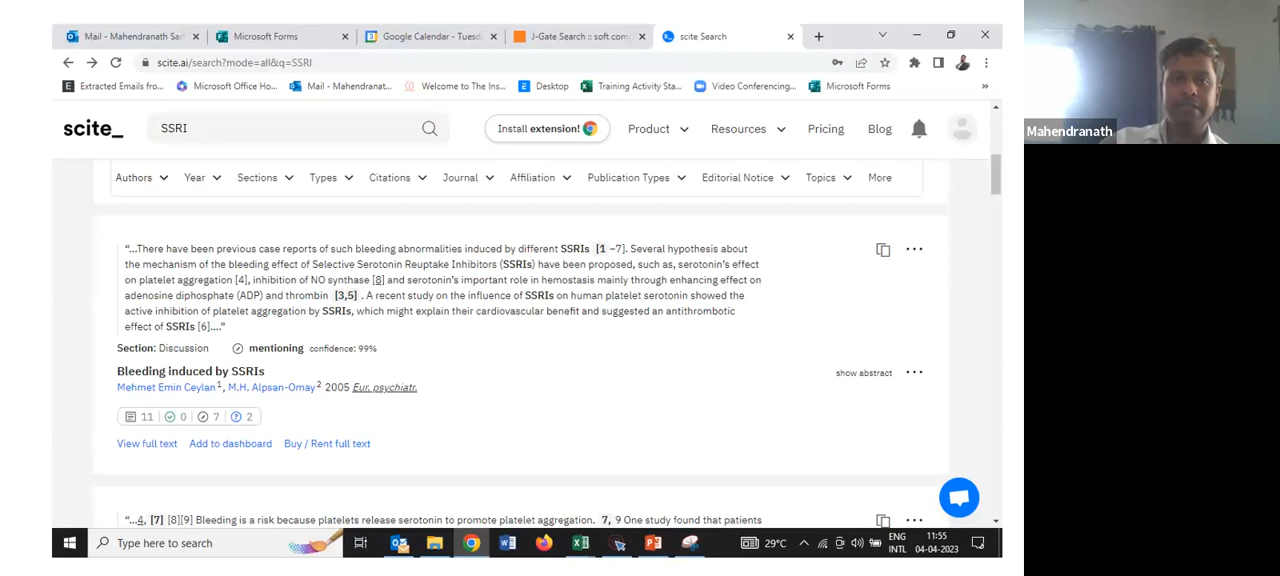 Mail - Mahendranath Sar
Microsoft Forms
Google Calendar - Tuesd
J-Gate Search :: soft comp
scite Search
scite.ai/search?mode=all&q=SSRI
Extracted Emails fro...
Microsoft Office Ho...
Mail - Mahendranat...
Welcome to The Ins...
Desktop
Training Activity Sta...
Video Conferencing...
Microsoft Forms
»
scite_
SSRI
Install extension!
Product
Resources
Pricing
Blog
Authors
Year
Sections
Types
Citations
Journal
Affiliation
Publication Types
Editorial Notice
Topics
More
“...There have been previous case reports of such bleeding abnormalities induced by different SSRIs [1 –7]. Several hypothesis about
the mechanism of the bleeding effect of Selective Serotonin Reuptake Inhibitors (SSRIs) have been proposed, such as, serotonin’s effect
on platelet aggregation [4], inhibition of NO synthase [8] and serotonin’s important role in hemostasis mainly through enhancing effect on
adenosine diphosphate (ADP) and thrombin [3,5] . A recent study on the influence of SSRIs on human platelet serotonin showed the
active inhibition of platelet aggregation by SSRIs, which might explain their cardiovascular benefit and suggested an antithrombotic
effect of SSRIs [6]....”
Section: Discussion
mentioning confidence: 99%
Bleeding induced by SSRIs
show abstract
Mehmet Emin Ceylan1, M.H. Alpsan-Omay2 2005 Eur. psychiatr.
11 0 7 2
View full text
Add to dashboard
Buy / Rent full text
“...4, [7] [8][9] Bleeding is a risk because platelets release serotonin to promote platelet aggregation. 7, 9 One study found that patients
Type here to search
29°C
ENG
INTL
11:55
04-04-2023
Mahendranath